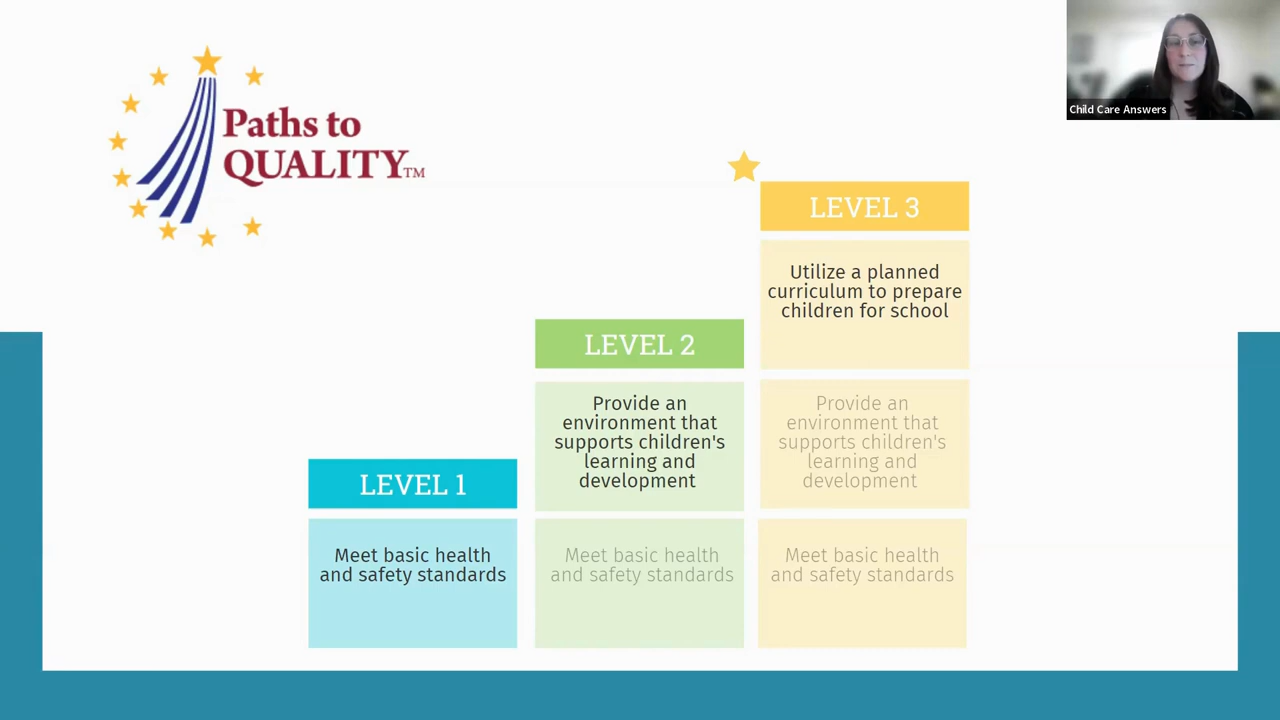 Paths to
QUALITY™
Child Care Answers
LEVEL 3
Utilize a planned
curriculum to prepare
children for school
LEVEL 2
Provide an
environment that
supports children's
learning and
development
Provide an
environment that
supports children's
learning and
development
LEVEL 1
Meet basic health
and safety standards
Meet basic health
and safety standards
Meet basic health
and safety standards